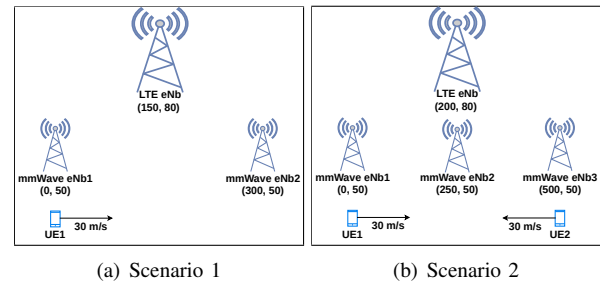 LTE eNb
(150, 80)
mmWave eNb1
(0, 50)
mmWave eNb2
(300, 50)
30 m/s
UE1
(a) Scenario 1
LTE eNb
(200, 80)
mmWave eNb1
(0, 50)
mmWave eNb2
(250, 50)
mmWave eNb3
(500, 50)
30 m/s
UE1
30 m/s
UE2
(b) Scenario 2